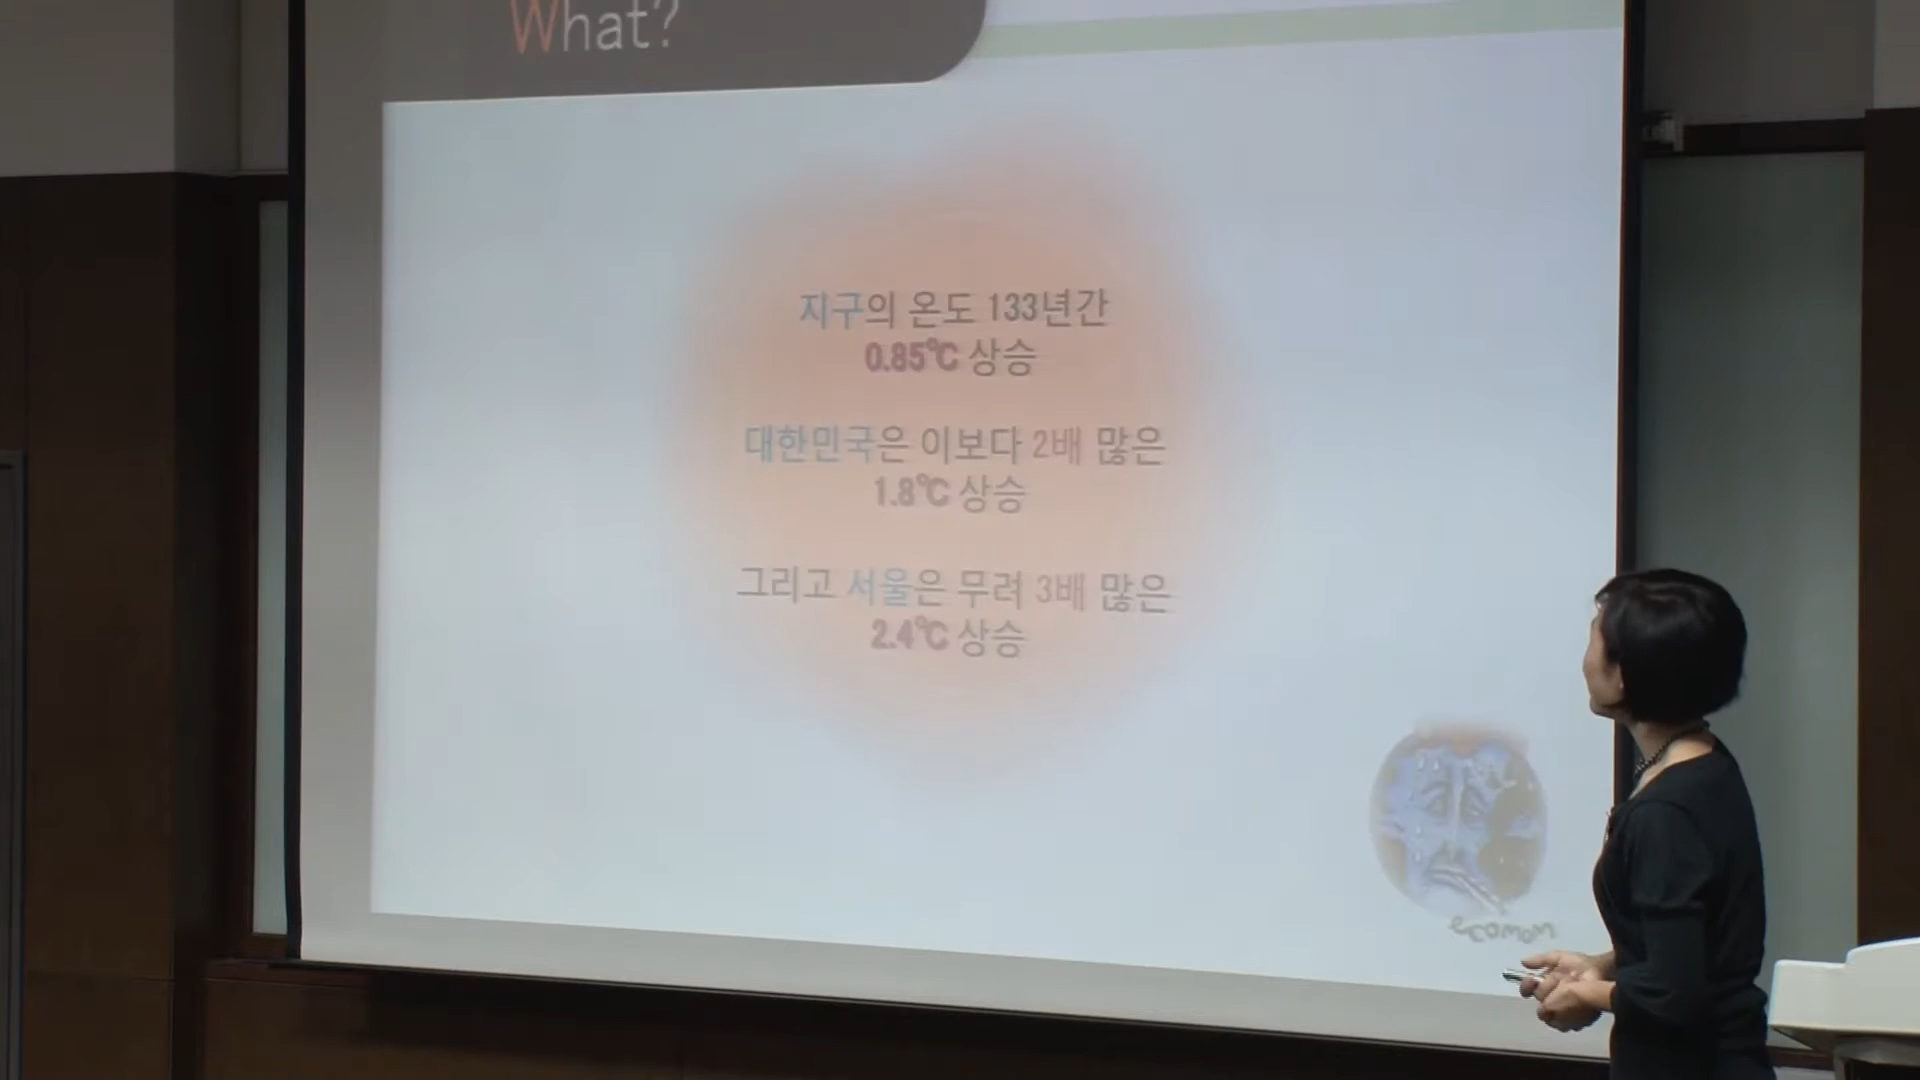 What?
지구의 온도 133년간
0.85℃ 상승
대한민국은 이보다 2배 많은
1.8℃ 상승
그리고 서울은 무려 3배 많은
2.4℃ 상승
ecomom